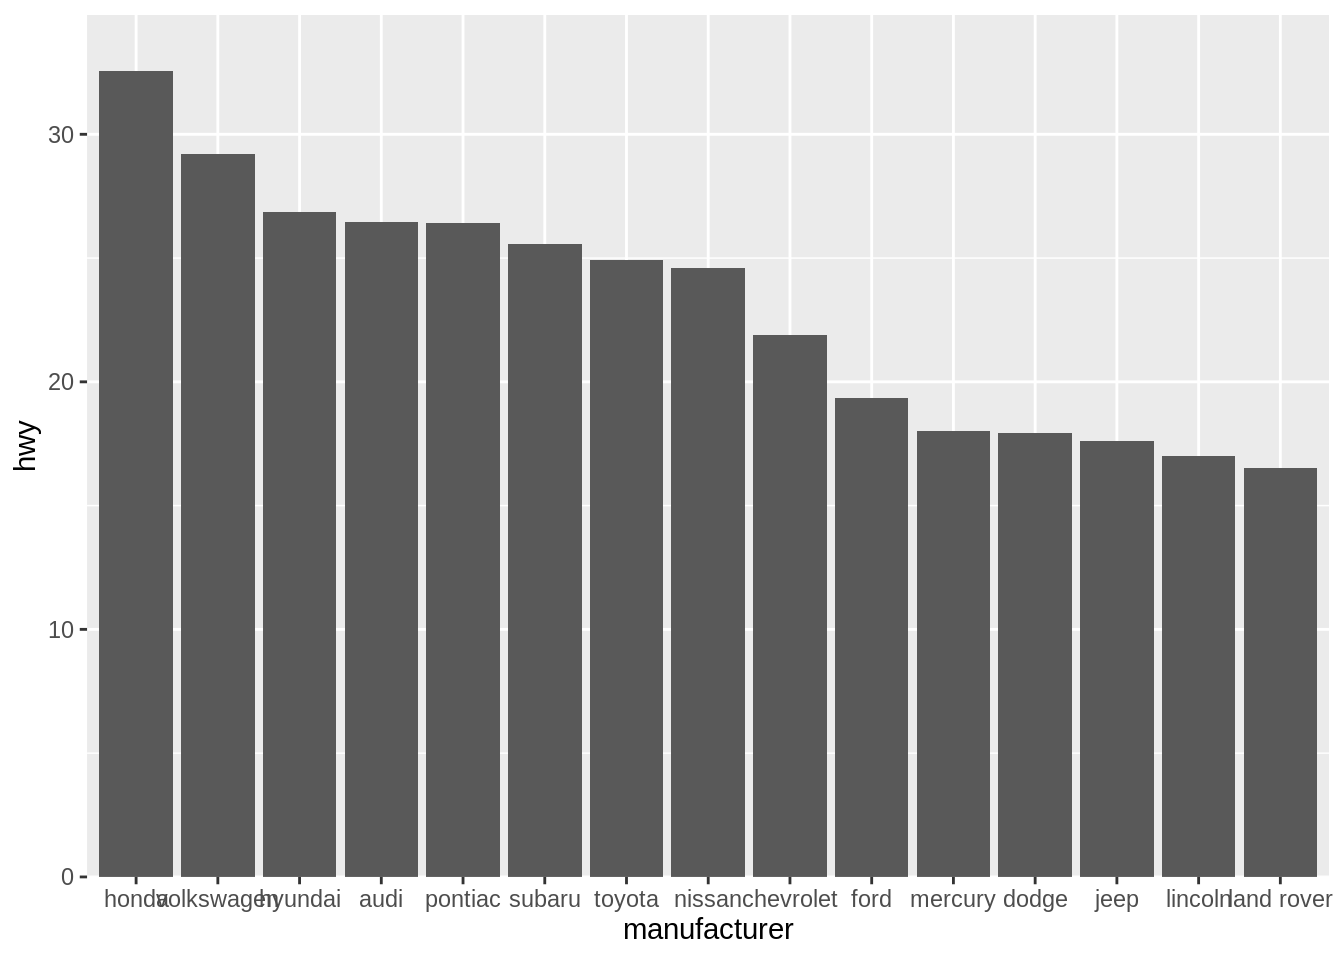 30
20
10
0
hwy
honda volkswagen hyundai audi pontiac subaru toyota nissan chevrolet ford mercury dodge jeep lincoln land rover
manufacturer